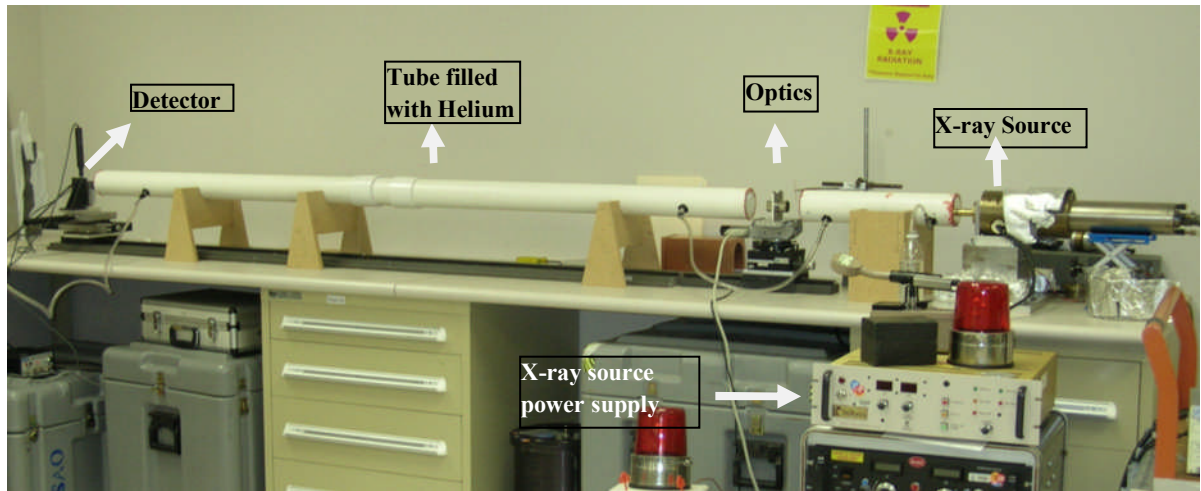 X-RAY
RADIATION
Detector
Tube filled
with Helium
Optics
X-ray Source
X-ray source
power supply